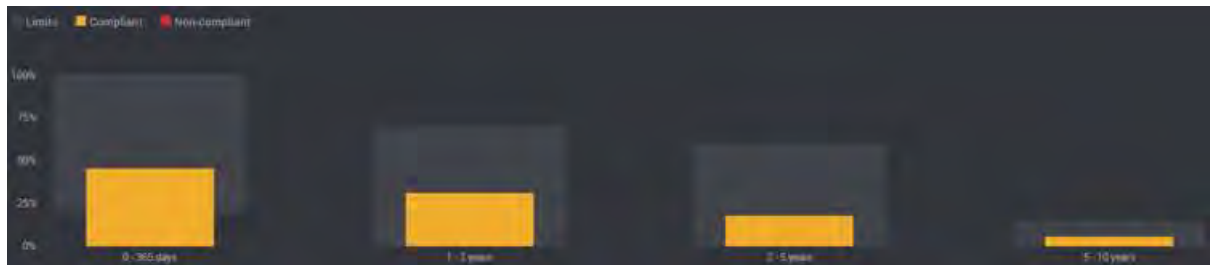 Limits Compliant Non-compliant
100%
75%
50%
25%
0%
0 - 365 days 1 - 2 years 2 - 5 years 5 - 10 years